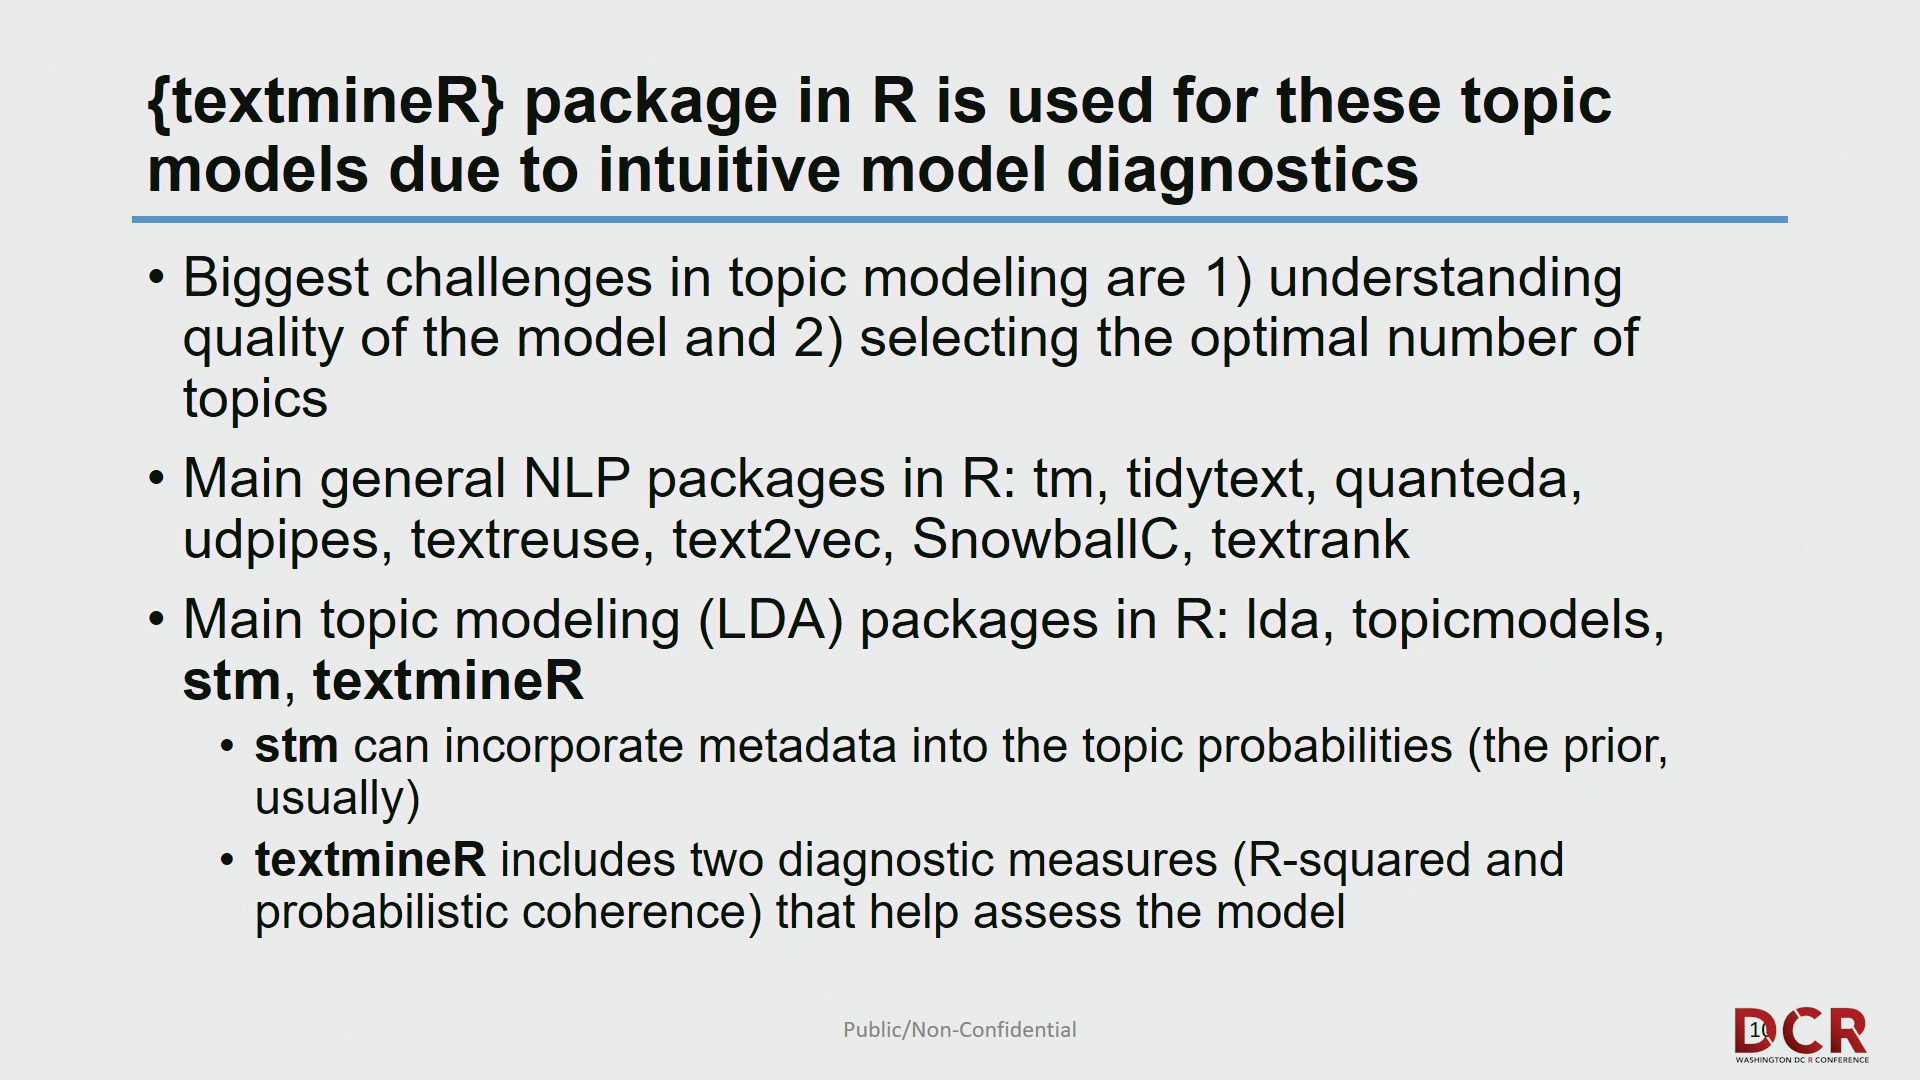 {textmineR} package in R is used for these topic
models due to intuitive model diagnostics
• Biggest challenges in topic modeling are 1) understanding
quality of the model and 2) selecting the optimal number of
topics
• Main general NLP packages in R: tm, tidytext, quanteda,
udpipes, textreuse, text2vec, SnowballC, textrank
• Main topic modeling (LDA) packages in R: lda, topicmodels,
stm, textmineR
• stm can incorporate metadata into the topic probabilities (the prior,
usually)
• textmineR includes two diagnostic measures (R-squared and
probabilistic coherence) that help assess the model
Public/Non-Confidential
DCR
WASHINGTON DC R CONFERENCE